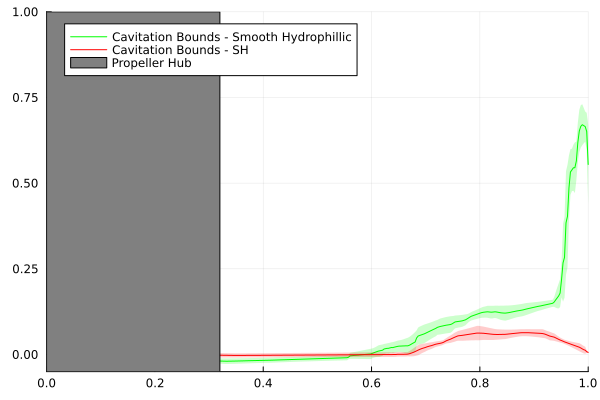 1.00
Cavitation Bounds - Smooth Hydrophillic
Cavitation Bounds - SH
Propeller Hub
0.75
0.50
0.25
0.00
0.0 0.2 0.4 0.6 0.8 1.0